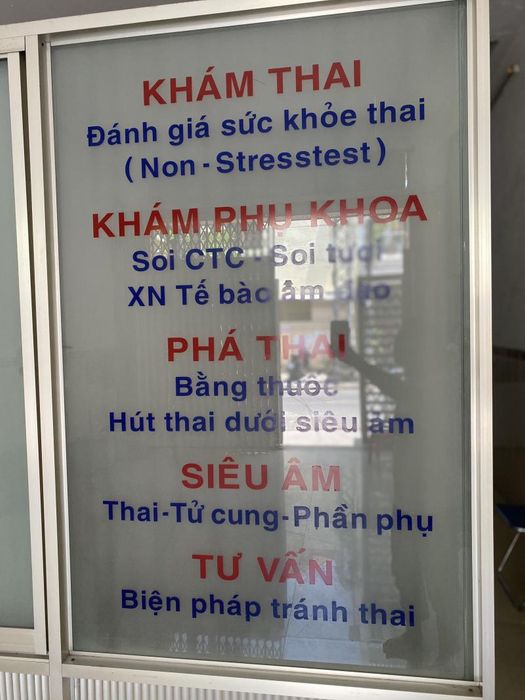 KHÁM THAI
Đánh giá sức khỏe thai
(Non-Stresstest)
KHÁM PHỤ KHOA
Soi CTC - Soi tươi
XN Tế bào âm đạo
PHÁ THAI
Bằng thuốc
Hút thai dưới siêu âm
SIÊU ÂM
Thai-Tử cung-Phần phụ
TƯ VẤN
Biện pháp tránh thai